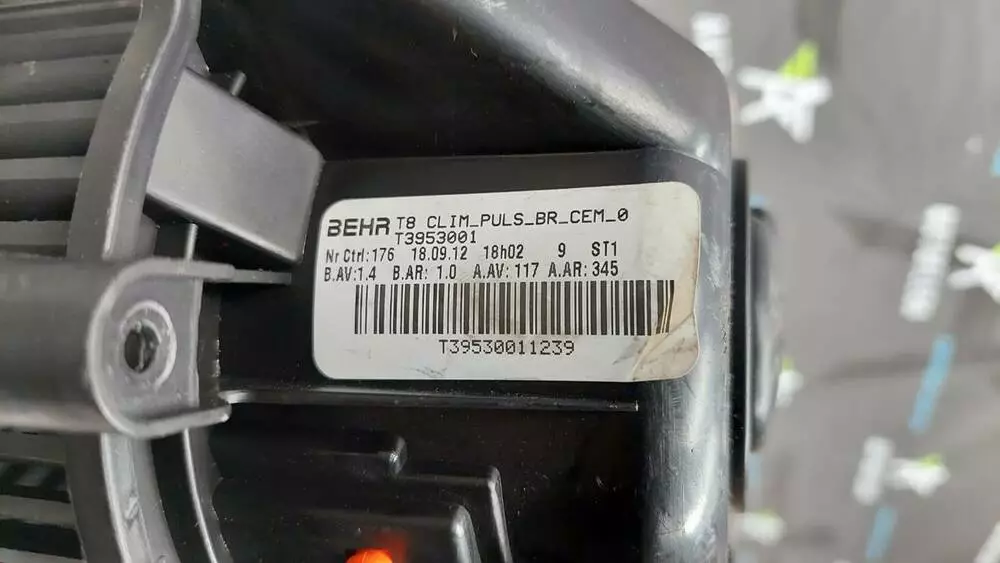 BEHR T8 CLIM_PULS_BR_CEM_0
T3953001
Nr Ctrl:176 18.09.12 18h02 9 ST1
B.AV:1.4 B.AR: 1.0 A.AV: 117 A.AR: 345
T39530011239